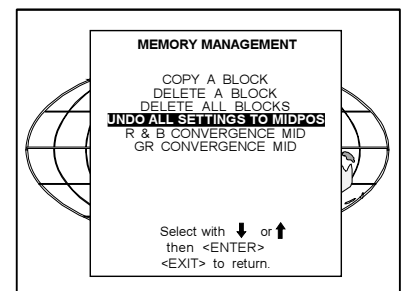 MEMORY MANAGEMENT
COPY A BLOCK
DELETE A BLOCK
DELETE ALL BLOCKS
UNDO ALL SETTINGS TO MIDPOS
R & B CONVERGENCE MID
GR CONVERGENCE MID
Select with ⬇ or ⬆
then <ENTER>
<EXIT> to return.